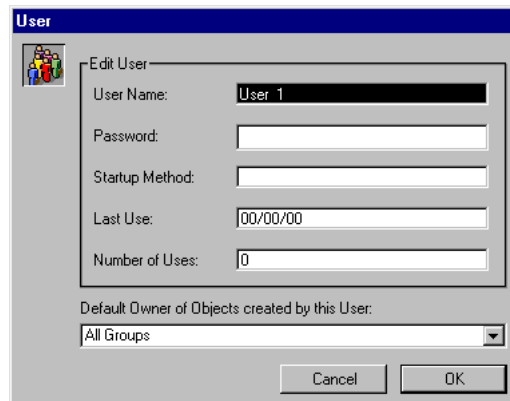 User
Edit User
User Name: User 1
Password:
Startup Method:
Last Use: 00/00/00
Number of Uses: 0
Default Owner of Objects created by this User:
All Groups
Cancel OK